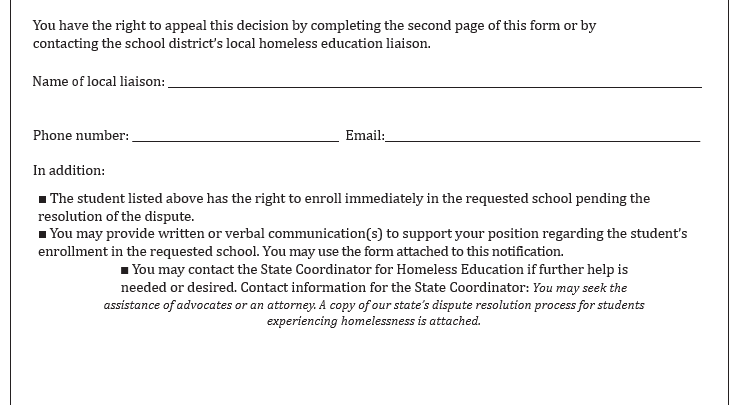 You have the right to appeal this decision by completing the second page of this form or by
contacting the school district's local homeless education liaison.
Name of local liaison:
Phone number: Email:
In addition:
■ The student listed above has the right to enroll immediately in the requested school pending the
resolution of the dispute.
■ You may provide written or verbal communication(s) to support your position regarding the student's
enrollment in the requested school. You may use the form attached to this notification.
■ You may contact the State Coordinator for Homeless Education if further help is
needed or desired. Contact information for the State Coordinator: You may seek the
assistance of advocates or an attorney. A copy of our state's dispute resolution process for students
experiencing homelessness is attached.